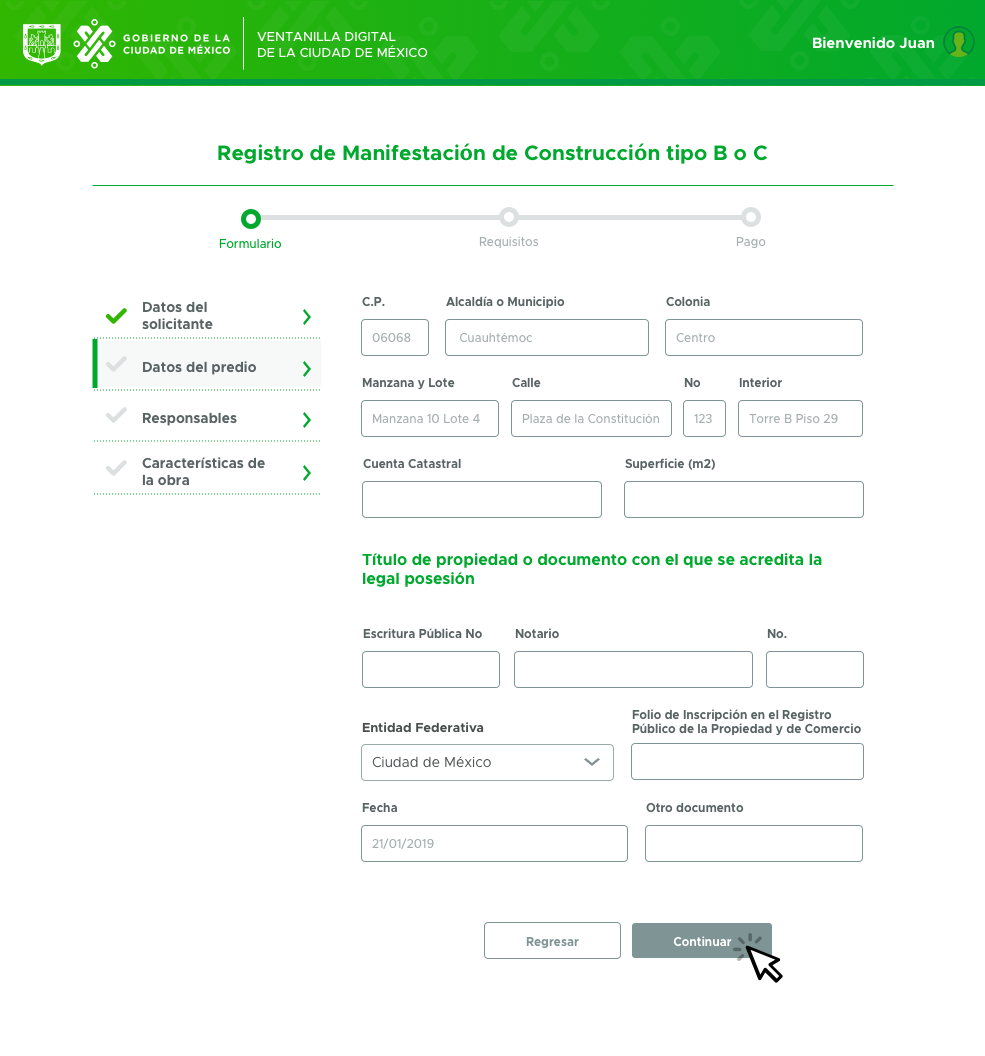 GOBIERNO DE LA
CIUDAD DE MÉXICO
VENTANILLA DIGITAL
DE LA CIUDAD DE MÉXICO
Bienvenido Juan
Registro de Manifestación de Construcción tipo B o C
Formulario
Requisitos
Pago
Datos del
solicitante
Datos del predio
Responsables
Características de
la obra
C.P.
Alcaldía o Municipio
Colonia
06068
Cuauhtémoc
Centro
Manzana y Lote
Calle
No
Interior
Manzana 10 Lote 4
Plaza de la Constitución
123
Torre B Piso 29
Cuenta Catastral
Superficie (m2)
Título de propiedad o documento con el que se acredita la
legal posesión
Escritura Pública No
Notario
No.
Entidad Federativa
Folio de Inscripción en el Registro
Público de la Propiedad y de Comercio
Ciudad de México
Fecha
Otro documento
21/01/2019
Regresar
Continuar